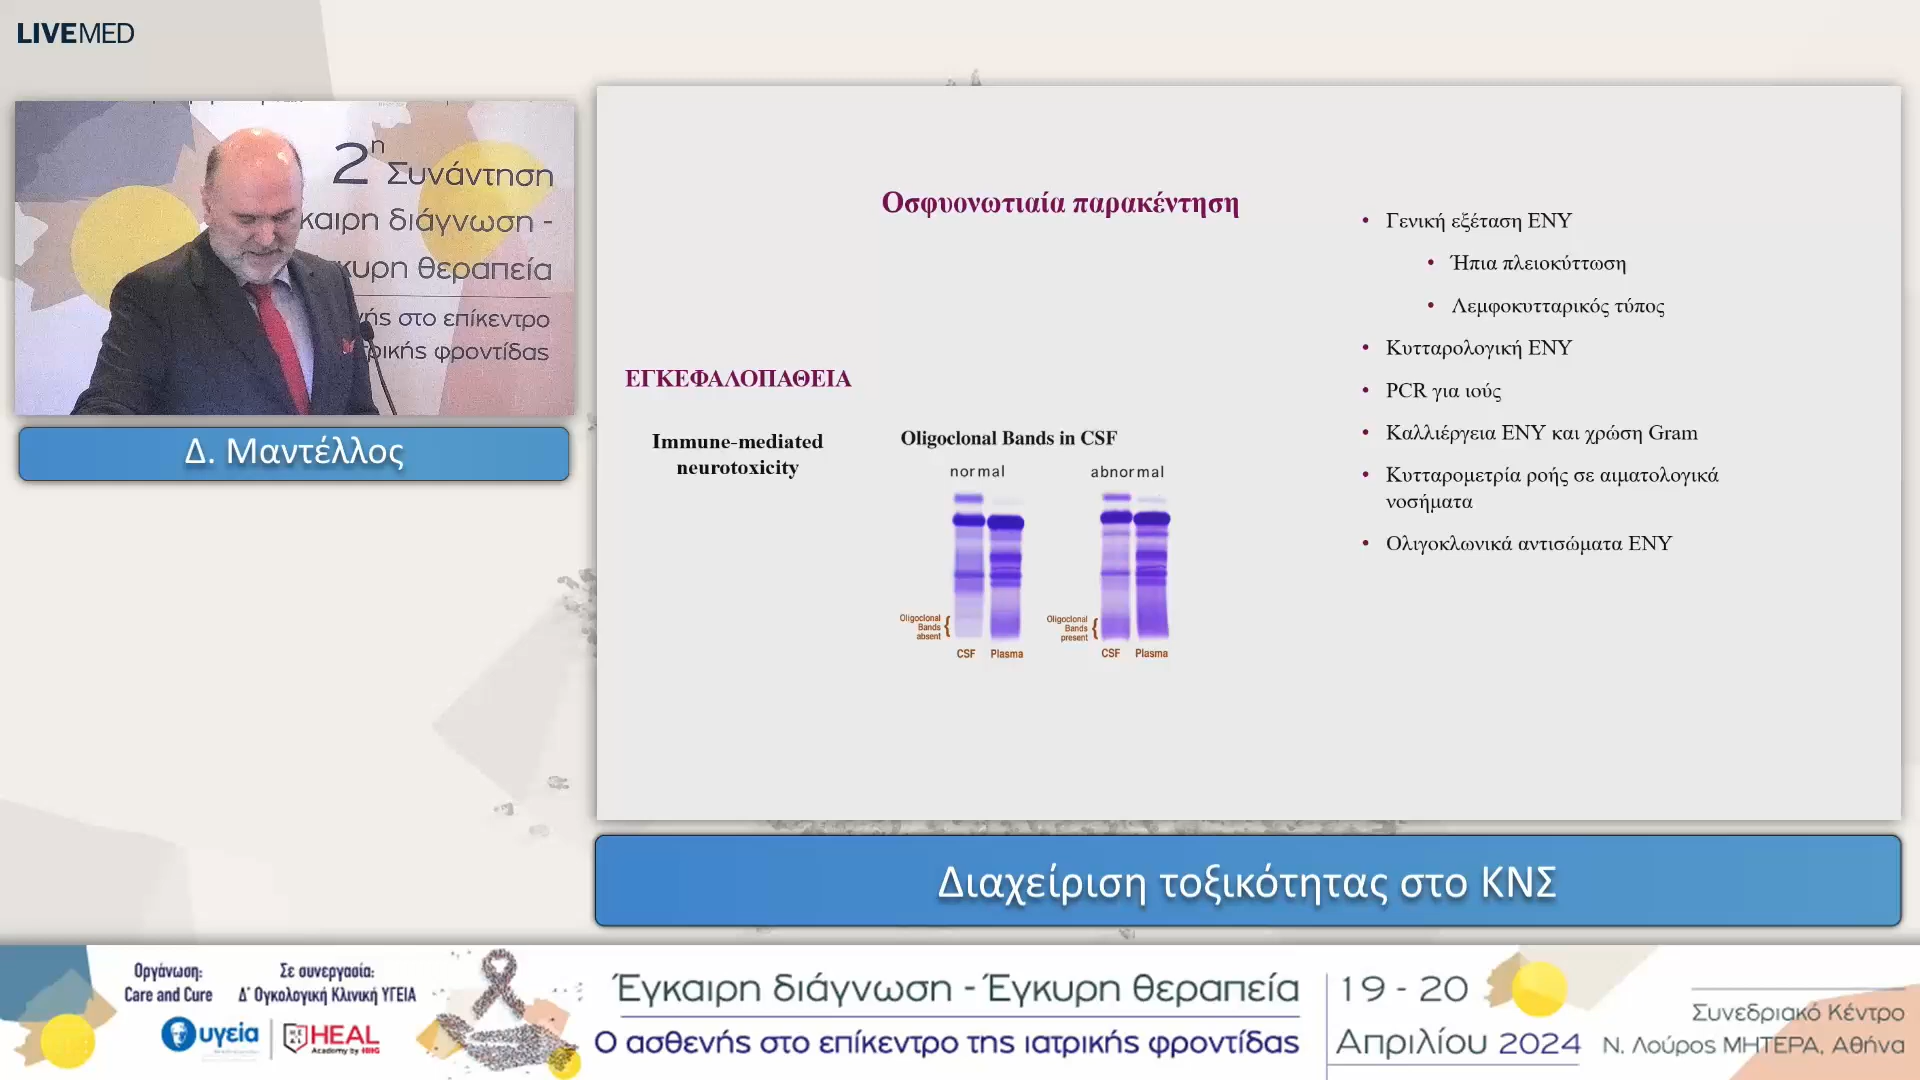 LIVEMED
2η Συνάντηση
καιρη διάγνωση -
κυρη θεραπεία
ής στο επίκεντρο
ρικής φροντίδας
Δ. Μαντέλλος
Οσφυονωτιαία παρακέντηση
ΕΓΚΕΦΑΛΟΠΑΘΕΙΑ
Immune-mediated
neurotoxicity
Oligoclonal Bands in CSF
normal
abnormal
Oligoclonal
Bands
absent
CSF Plasma
Oligoclonal
Bands
present
CSF Plasma
• Γενική εξέταση ΕΝΥ
• Ήπια πλειοκύττωση
• Λεμφοκυτταρικός τύπος
• Κυτταρολογική ΕΝΥ
• PCR για ιούς
• Καλλιέργεια ΕΝΥ και χρώση Gram
• Κυτταρομετρία ροής σε αιματολογικά
νοσήματα
• Ολιγοκλωνικά αντισώματα ΕΝΥ
Διαχείριση τοξικότητας στο ΚΝΣ
Οργάνωση:
Care and Cure
Σε συνεργασία:
Δ' Ογκολογική Κλινική ΥΓΕΙΑ
υγεία
HEAL
Academy by HHG
Έγκαιρη διάγνωση - Έγκυρη θεραπεία
Ο ασθενής στο επίκεντρο της ιατρικής φροντίδας
19 - 20
Απριλίου 2024
Συνεδριακό Κέντρο
Ν. Λούρος ΜΗΤΕΡΑ, Αθήνα